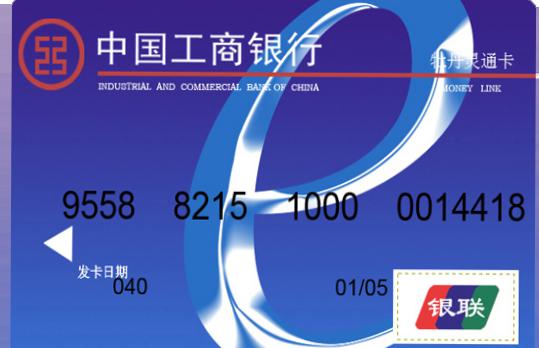 中国工商银行
INDUSTRIAL AND COMMERCIAL BANK OF CHINA
牡丹灵通卡
MONEY LINK
9558 8215 1000 0014418
发卡日期
040 01/05
银联